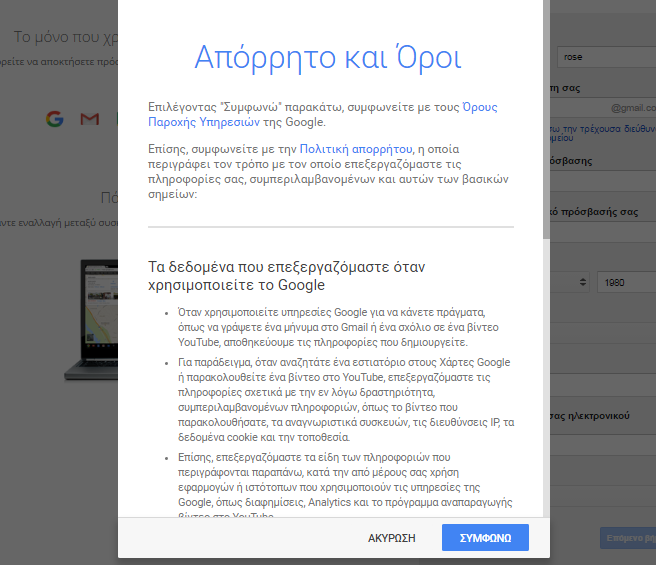 Το μόνο που χρ
ρείτε να αποκτήσετε πρόσ
Πό
ντε εναλλαγή μεταξύ συσ
Απόρρητο και Όροι
Επιλέγοντας "Συμφωνώ" παρακάτω, συμφωνείτε με τους Όρους
Παροχής Υπηρεσιών της Google.
Επίσης, συμφωνείτε με την Πολιτική απορρήτου, η οποία
περιγράφει τον τρόπο με τον οποίο επεξεργαζόμαστε τις
πληροφορίες σας, συμπεριλαμβανομένων και αυτών των βασικών
σημείων:
Τα δεδομένα που επεξεργαζόμαστε όταν
χρησιμοποιείτε το Google
• Όταν χρησιμοποιείτε υπηρεσίες Google για να κάνετε πράγματα,
όπως να γράψετε ένα μήνυμα στο Gmail ή ένα σχόλιο σε ένα βίντεο
YouTube, αποθηκεύουμε τις πληροφορίες που δημιουργείτε.
• Για παράδειγμα, όταν αναζητάτε ένα εστιατόριο στους Χάρτες Google
ή παρακολουθείτε ένα βίντεο στο YouTube, επεξεργαζόμαστε τις
πληροφορίες σχετικά με την εν λόγω δραστηριότητα,
συμπεριλαμβανομένων πληροφοριών, όπως το βίντεο που
παρακολουθήσατε, τα αναγνωριστικά συσκευών, τις διευθύνσεις IP, τα
δεδομένα cookie και την τοποθεσία.
• Επίσης, επεξεργαζόμαστε τα είδη των πληροφοριών που
περιγράφονται παραπάνω, κατά την από μέρους σας χρήση
εφαρμογών ή ιστότοπων που χρησιμοποιούν τις υπηρεσίες της
Google, όπως διαφημίσεις, Analytics και το πρόγραμμα αναπαραγωγής
βίντεο στο YouTube.
ΑΚΥΡΩΣΗ
ΣΥΜΦΩΝΩ
rose
τη σας
@gmail.co
ω την τρέχουσα διεύθυν
μείου
όσβασης
κό πρόσβασής σας
1980
σας ηλεκτρονικού
Επόμενο βή